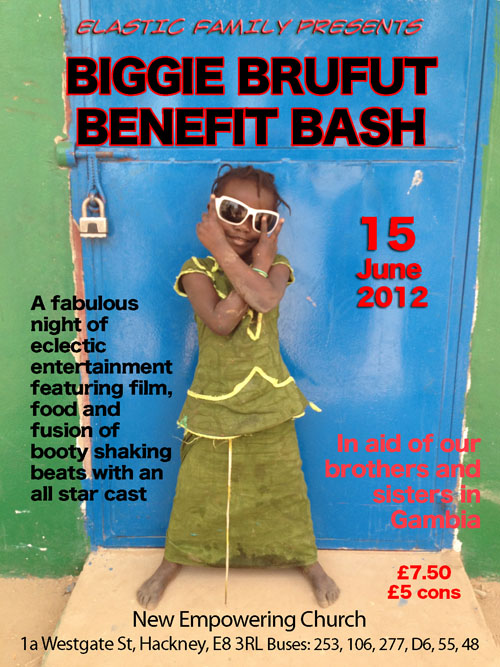 ELASTIC FAMILY PRESENTS
BIGGIE BRUFUT
BENEFIT BASH
15
June
2012
A fabulous
night of
eclectic
entertainment
featuring film,
food and
fusion of
booty shaking
beats with an
all star cast
In aid of our
brothers and
sisters in
Gambia
£7.50
£5 cons
New Empowering Church
1a Westgate St, Hackney, E8 3RL Buses: 253, 106, 277, D6, 55, 48